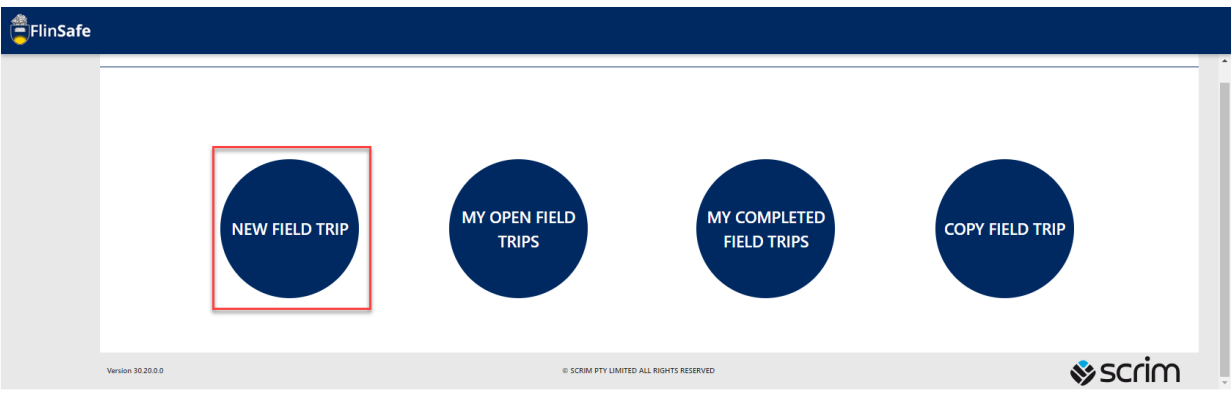 FlinSafe
NEW FIELD TRIP
MY OPEN FIELD
TRIPS
MY COMPLETED
FIELD TRIPS
COPY FIELD TRIP
Version 30.20.0.0
© SCRIM PTY LIMITED ALL RIGHTS RESERVED
scrim